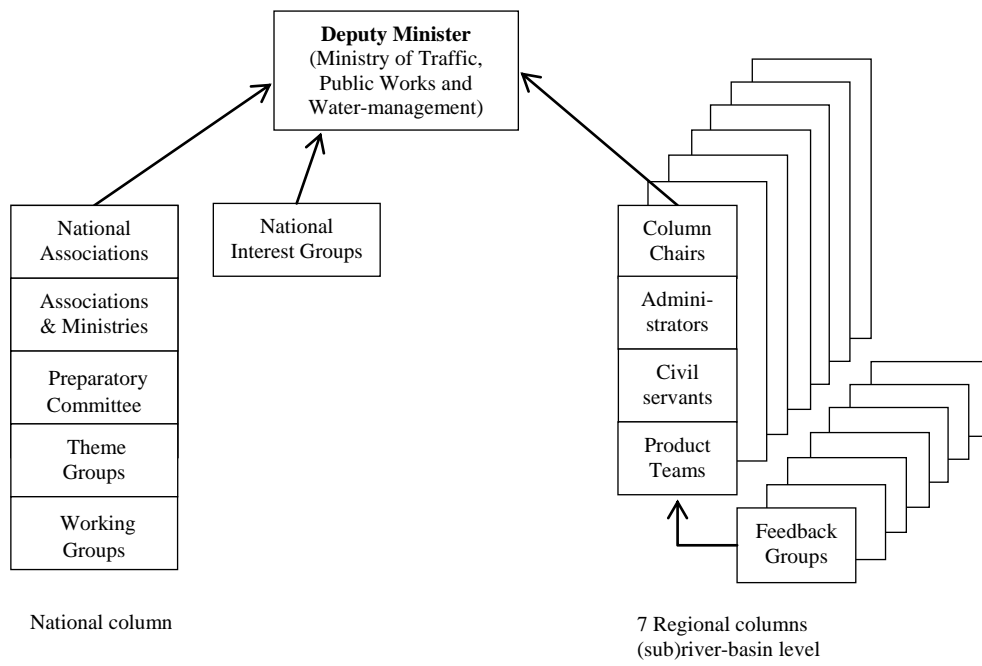 Deputy Minister
(Ministry of Traffic,
Public Works and
Water-management)
National
Associations
Associations
& Ministries
Preparatory
Committee
Theme
Groups
Working
Groups
National column
National
Interest Groups
Column
Chairs
Admini-
strators
Civil
servants
Product
Teams
Feedback
Groups
7 Regional columns
(sub)river-basin level